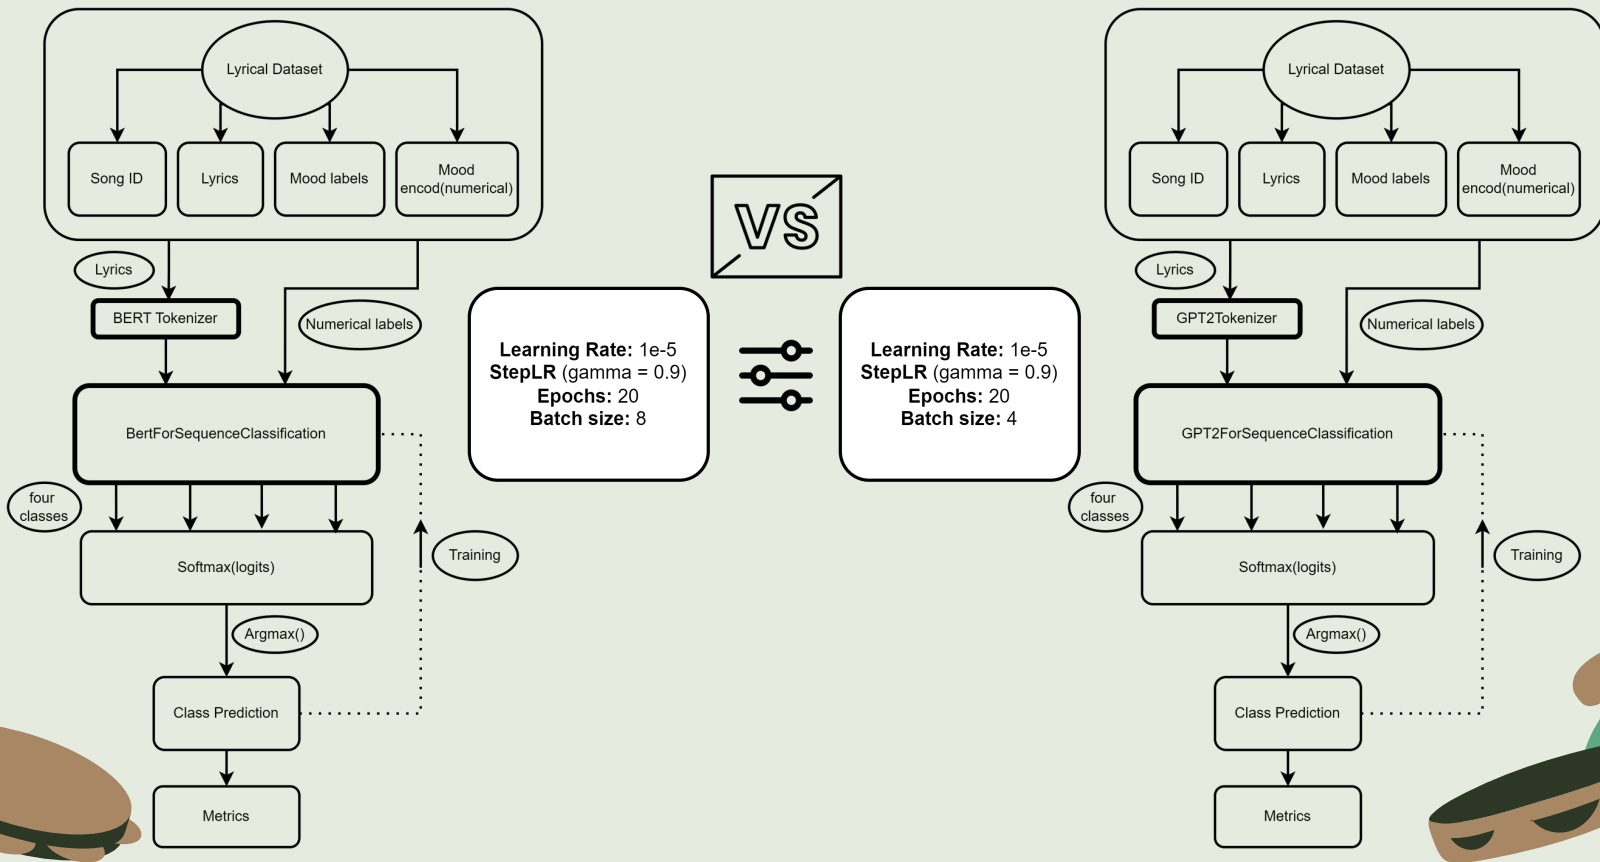 Lyrical Dataset
Song ID
Lyrics
Mood labels
Mood
encod(numerical)
Lyrics
BERT Tokenizer
Numerical labels
BertForSequenceClassification
four
classes
Softmax(logits)
Training
Argmax()
Class Prediction
Metrics
VS
Learning Rate: 1e-5
StepLR (gamma = 0.9)
Epochs: 20
Batch size: 8
Learning Rate: 1e-5
StepLR (gamma = 0.9)
Epochs: 20
Batch size: 4
Lyrical Dataset
Song ID
Lyrics
Mood labels
Mood
encod(numerical)
Lyrics
GPT2Tokenizer
Numerical labels
GPT2ForSequenceClassification
four
classes
Softmax(logits)
Training
Argmax()
Class Prediction
Metrics